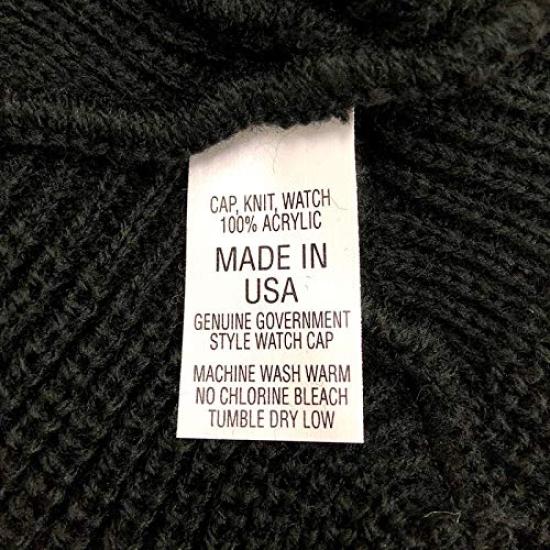 CAP, KNIT, WATCH
100% ACRYLIC
MADE IN
USA
GENUINE GOVERNMENT
STYLE WATCH CAP
MACHINE WASH WARM
NO CHLORINE BLEACH
TUMBLE DRY LOW